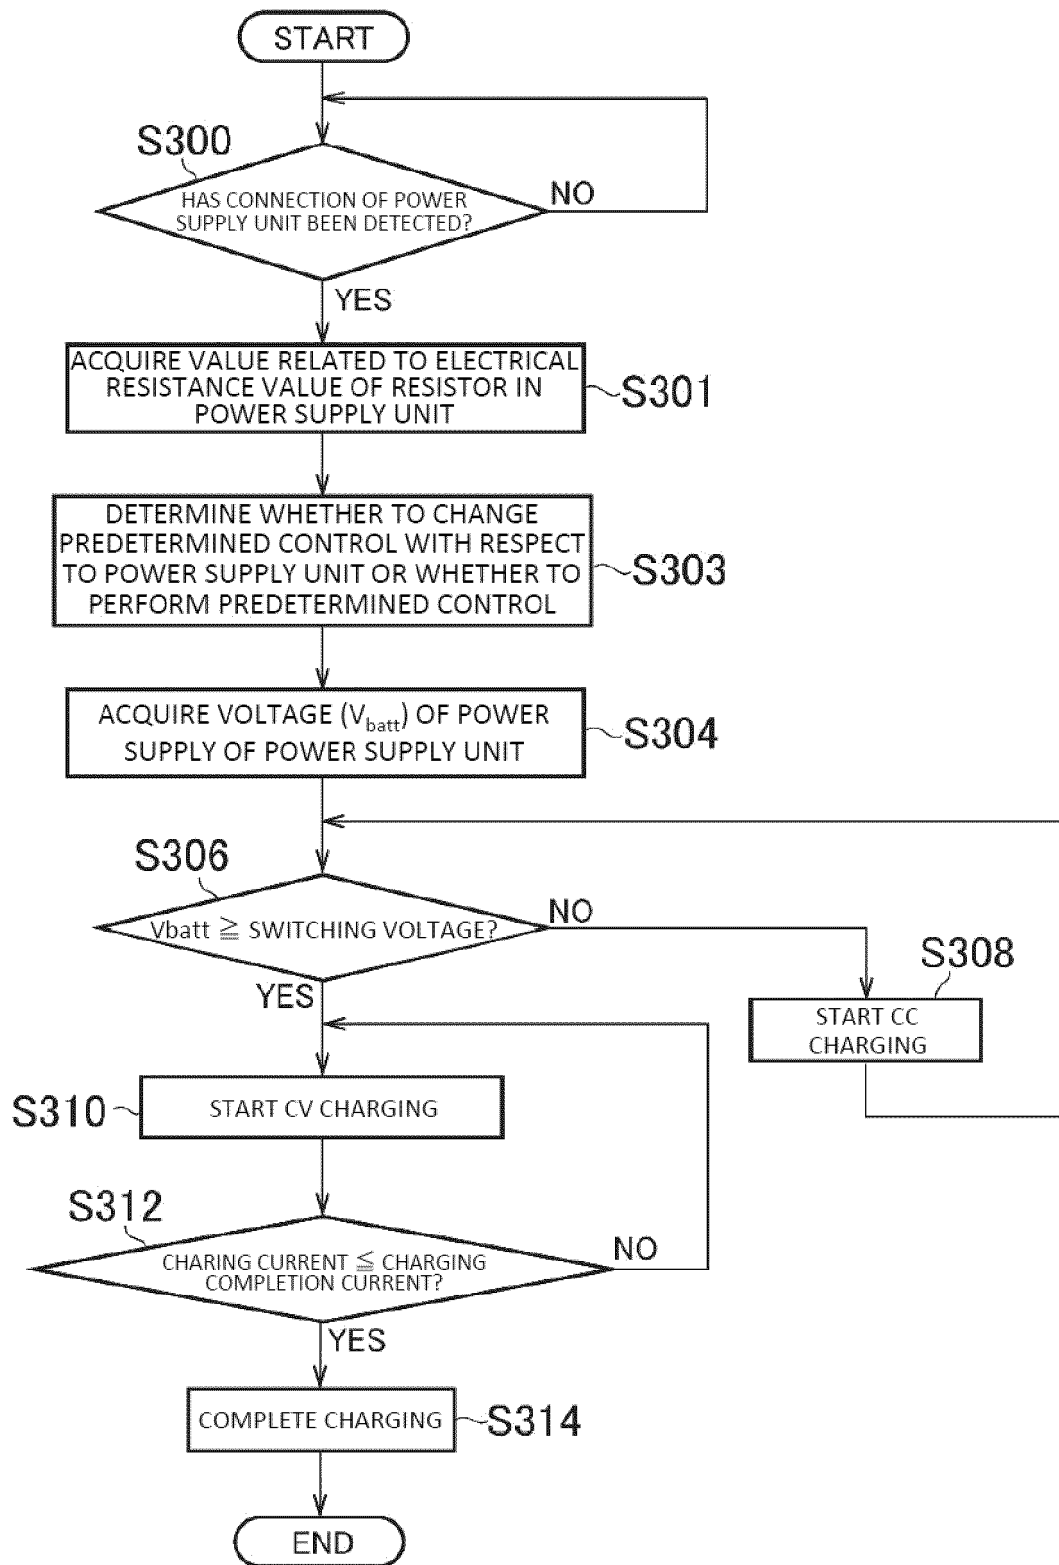 START
S300
HAS CONNECTION OF POWER
SUPPLY UNIT BEEN DETECTED?
NO
YES
ACQUIRE VALUE RELATED TO ELECTRICAL
RESISTANCE VALUE OF RESISTOR IN
POWER SUPPLY UNIT
S301
DETERMINE WHETHER TO CHANGE
PREDETERMINED CONTROL WITH RESPECT
TO POWER SUPPLY UNIT OR WHETHER TO
PERFORM PREDETERMINED CONTROL
S303
ACQUIRE VOLTAGE (Vbatt) OF POWER
SUPPLY OF POWER SUPPLY UNIT
S304
S306
Vbatt ≧ SWITCHING VOLTAGE?
NO
YES
S308
START CC
CHARGING
S310
START CV CHARGING
S312
CHARING CURRENT ≦ CHARGING
COMPLETION CURRENT?
NO
YES
COMPLETE CHARGING
S314
END